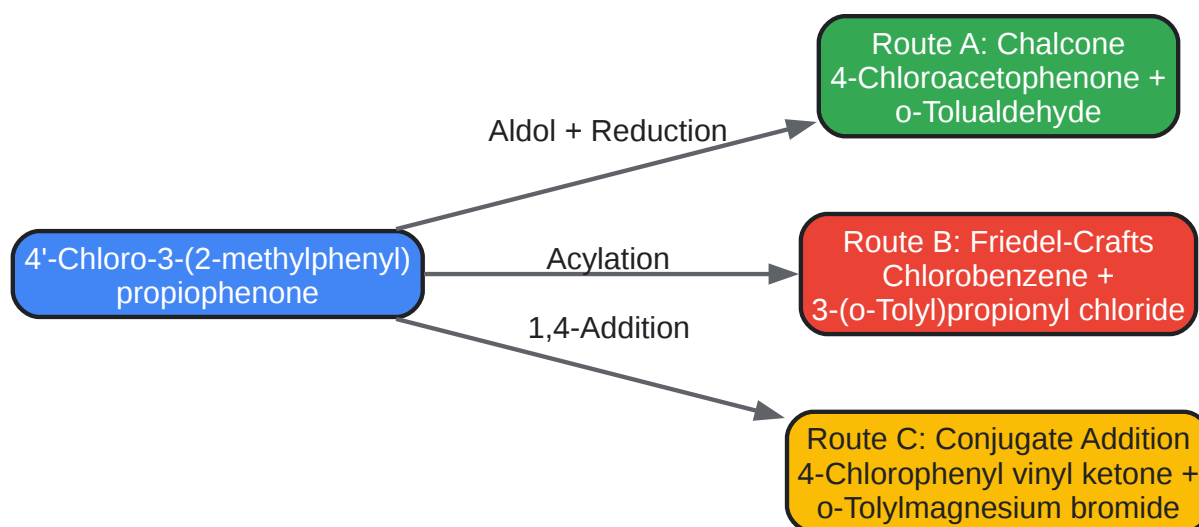 Route A: Chalcone
4-Chloroacetophenone +
o-Tolualdehyde
Aldol + Reduction
4'-Chloro-3-(2-methylphenyl)
propiophenone
Acylation
Route B: Friedel-Crafts
Chlorobenzene +
3-(o-Tolyl)propionyl chloride
1,4-Addition
Route C: Conjugate Addition
4-Chlorophenyl vinyl ketone +
o-Tolylmagnesium bromide